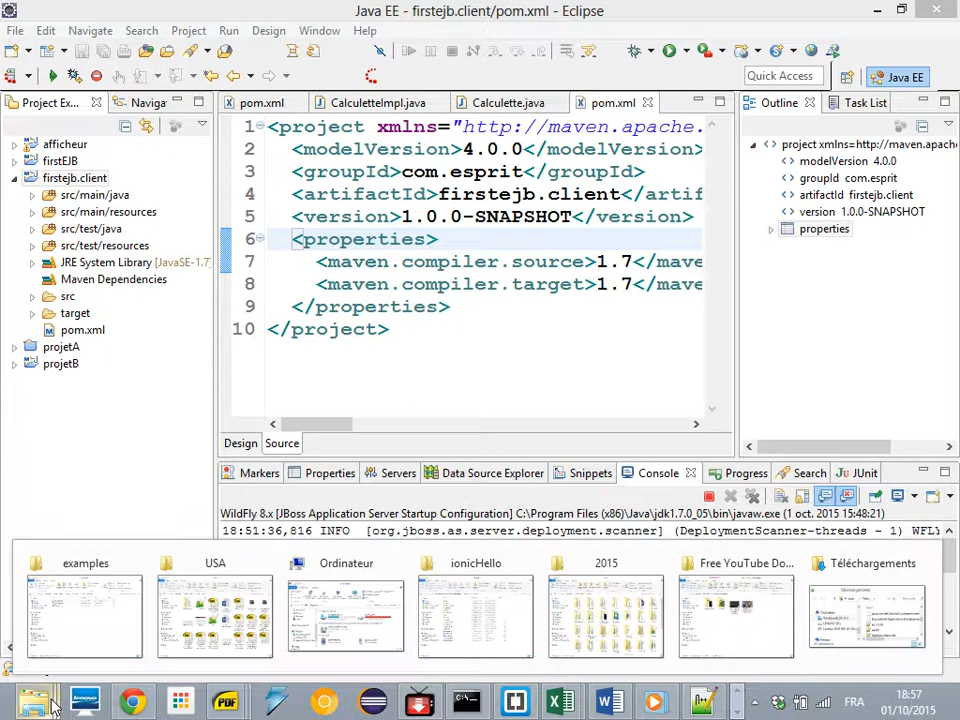 Java EE - firstejb.client/pom.xml - Eclipse
File Edit Navigate Search Project Run Design Window Help
Quick Access
Java EE
Project Ex...
Naviga
pom.xml
CalculetteImpl.java
Calculette.java
pom.xml
Outline
Task List
afficheur
firstEJB
firstejb.client
src/main/java
src/main/resources
src/test/java
src/test/resources
JRE System Library [JavaSE-1.7]
Maven Dependencies
src
target
pom.xml
projetA
projetB
1 <project xmlns="http://maven.apache.
2 <modelVersion>4.0.0</modelVersion>
3 <groupId>com.esprit</groupId>
4 <artifactId>firstejb.client</artif
5 <version>1.0.0-SNAPSHOT</version>
6 <properties>
7 <maven.compiler.source>1.7</mave
8 <maven.compiler.target>1.7</mave
9 </properties>
10 </project>
Design Source
project xmlns=http://maven.apache
modelVersion 4.0.0
groupId com.esprit
artifactId firstejb.client
version 1.0.0-SNAPSHOT
properties
Markers Properties Servers Data Source Explorer Snippets Console Progress Search JUnit
WildFly 8.x [JBoss Application Server Startup Configuration] C:\Program Files (x86)\Java\jdk1.7.0_05\bin\javaw.exe (1 oct. 2015 15:48:21)
18:51:36,816 INFO [org.jboss.as.server.deployment.scanner] (DeploymentScanner-threads - 1) WFL
examples
USA
Ordinateur
ionicHello
2015
Free YouTube Do...
Téléchargements
PDF
FRA
18:57
01/10/2015